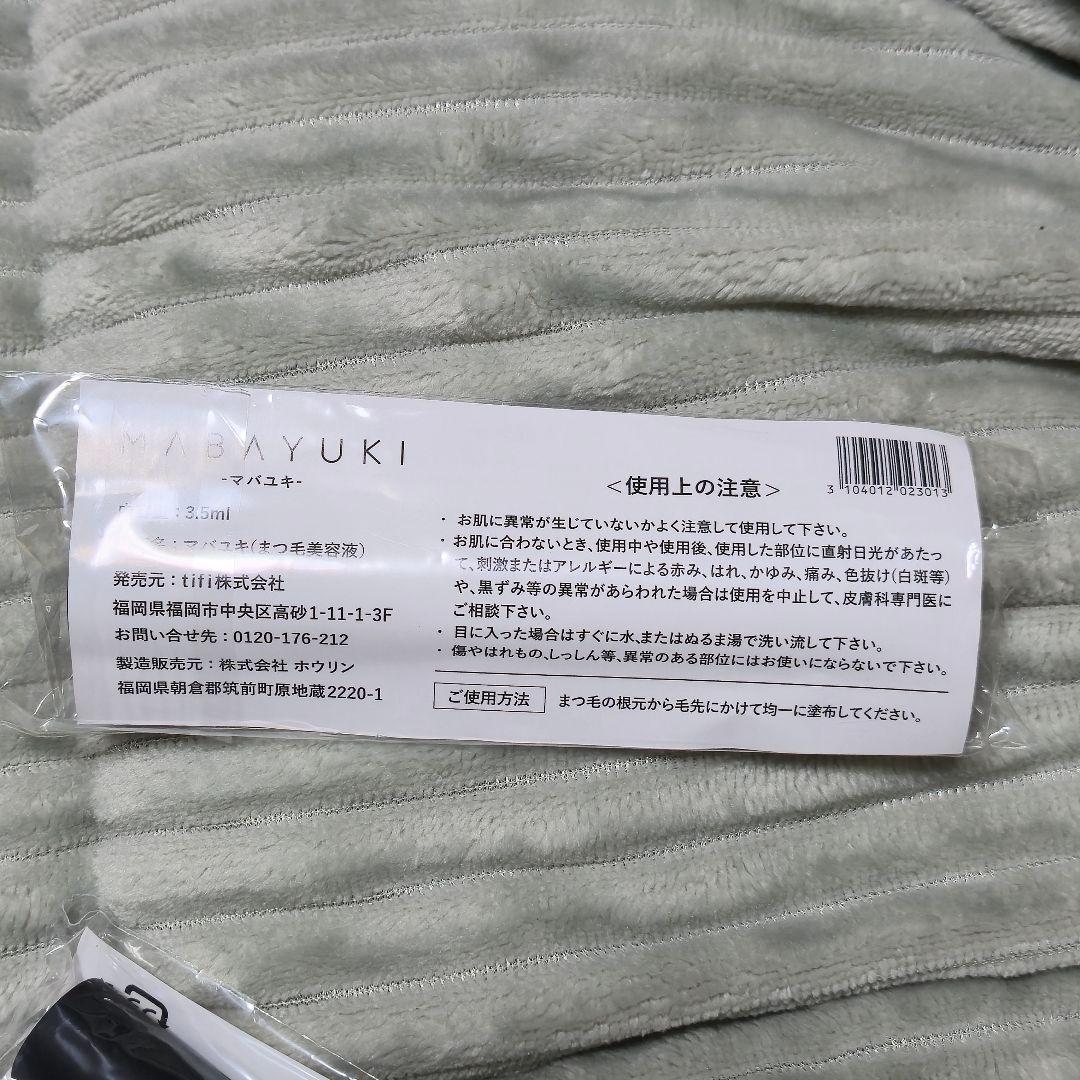 MABAYUKI
-マバユキ-
：3.5ml
：マバユキ(まつ毛美容液)
発売元：tifi株式会社
福岡県福岡市中央区高砂1-11-1-3F
お問い合せ先：0120-176-212
製造販売元：株式会社 ホウリン
福岡県朝倉郡筑前町原地蔵2220-1
＜使用上の注意＞
3 104012 023013
・お肌に異常が生じていないかよく注意して使用して下さい。
・お肌に合わないとき、使用中や使用後、使用した部位に直射日光があたっ
て、刺激またはアレルギーによる赤み、はれ、かゆみ、痛み、色抜け(白斑等)
や、黒ずみ等の異常があらわれた場合は使用を中止して、皮膚科専門医に
ご相談下さい。
・目に入った場合はすぐに水、またはぬるま湯で洗い流して下さい。
・傷やはれもの、しっしん等、異常のある部位にはお使いにならないで下さい。
ご使用方法 まつ毛の根元から毛先にかけて均一に塗布してください。